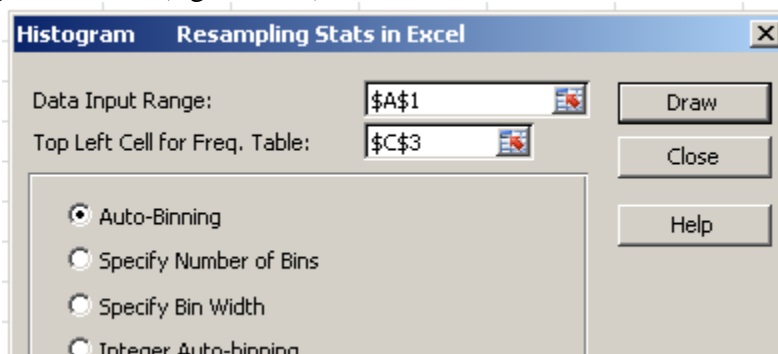 Histogram Resampling Stats in Excel
Data Input Range: $A$1 Draw
Top Left Cell for Freq. Table: $C$3 Close
Auto-Binning Help
Specify Number of Bins
Specify Bin Width
Integer Auto-binning